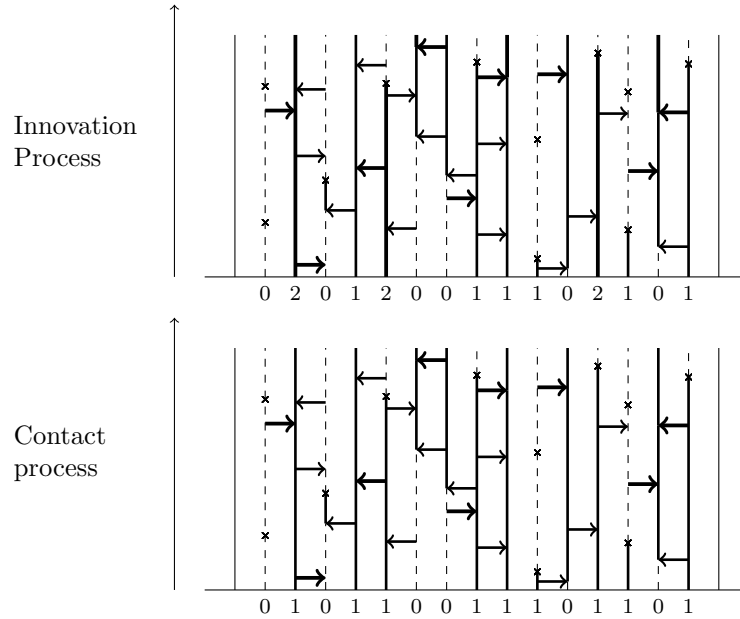 Innovation
Process
0 2 0 1 2 0 0 1 1 1 0 2 1 0 1
Contact
process
0 1 0 1 1 0 0 1 1 1 0 1 1 0 1